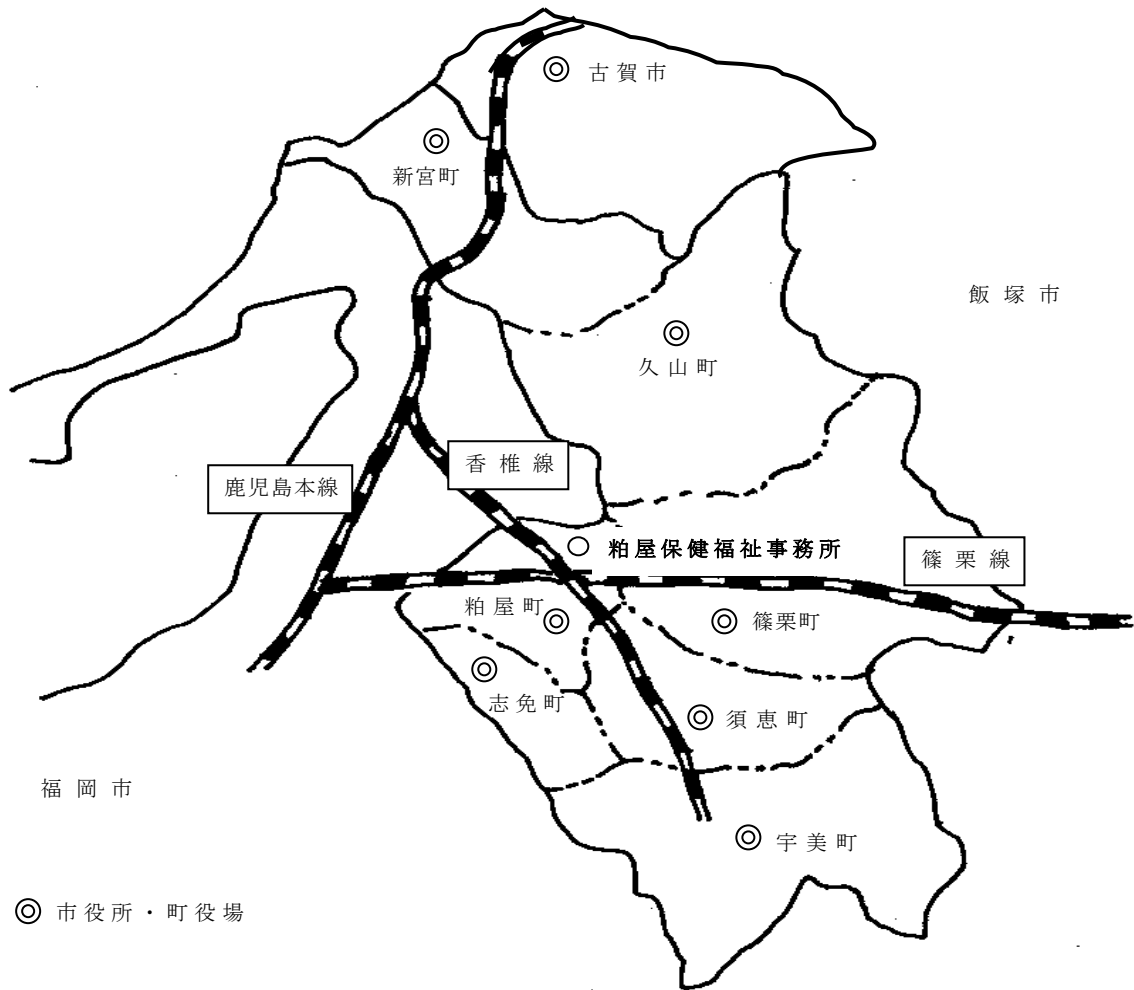 古賀市
新宮町
飯塚市
久山町
香椎線
鹿児島本線
粕屋保健福祉事務所
篠栗線
粕屋町
篠栗町
志免町
須恵町
福岡市
宇美町
市役所・町役場